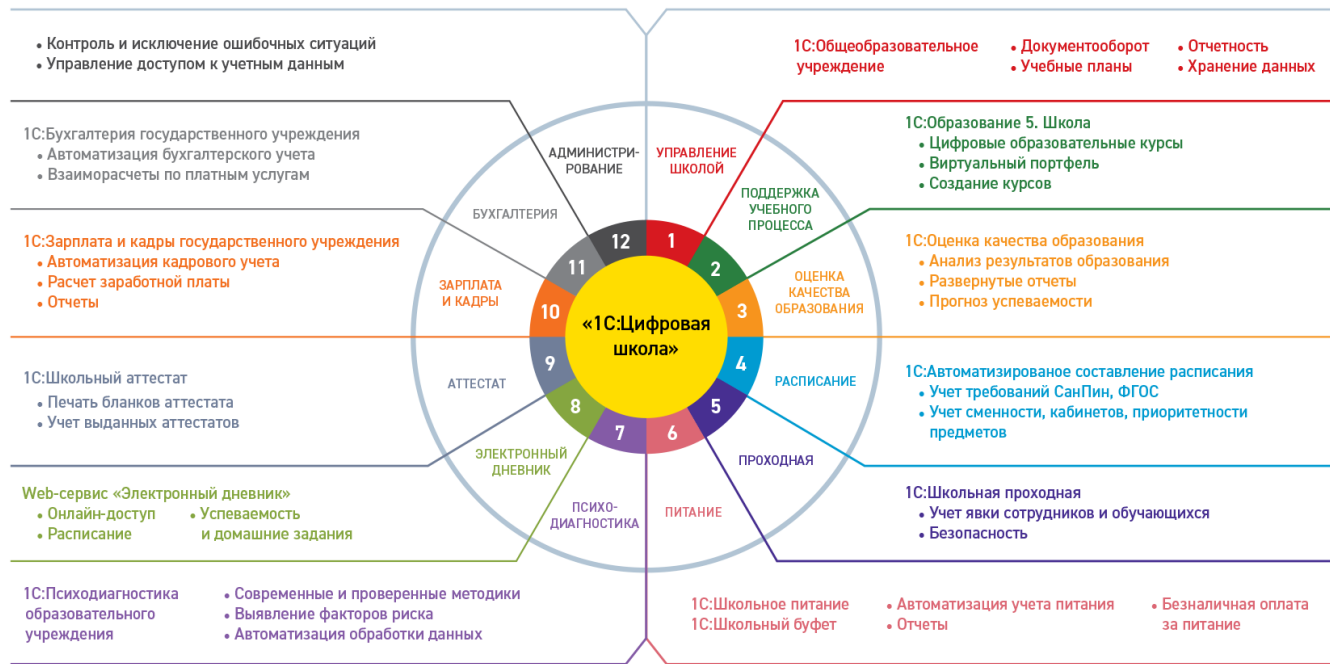 • Контроль и исключение ошибочных ситуаций
• Управление доступом к учетным данным
1С:Общеобразовательное
учреждение
• Документооборот
• Учебные планы
• Отчетность
• Хранение данных
1С:Бухгалтерия государственного учреждения
• Автоматизация бухгалтерского учета
• Взаиморасчеты по платным услугам
1С:Образование 5. Школа
• Цифровые образовательные курсы
• Виртуальный портфель
• Создание курсов
1С:Зарплата и кадры государственного учреждения
• Автоматизация кадрового учета
• Расчет заработной платы
• Отчеты
1С:Оценка качества образования
• Анализ результатов образования
• Развернутые отчеты
• Прогноз успеваемости
1С:Школьный аттестат
• Печать бланков аттестата
• Учет выданных аттестатов
1С:Автоматизированое составление расписания
• Учет требований СанПин, ФГОС
• Учет сменности, кабинетов, приоритетности
предметов
Web-сервис «Электронный дневник»
• Онлайн-доступ
• Расписание
• Успеваемость
и домашние задания
1С:Школьная проходная
• Учет явки сотрудников и обучающихся
• Безопасность
1С:Психодиагностика
образовательного
учреждения
• Современные и проверенные методики
• Выявление факторов риска
• Автоматизация обработки данных
1С:Школьное питание
1С:Школьный буфет
• Автоматизация учета питания
• Отчеты
• Безналичная оплата
за питание
УПРАВЛЕНИЕ
ШКОЛОЙ
ПОДДЕРЖКА
УЧЕБНОГО
ПРОЦЕССА
ОЦЕНКА
КАЧЕСТВА
ОБРАЗОВАНИЯ
РАСПИСАНИЕ
ПРОХОДНАЯ
ПИТАНИЕ
ПСИХО-
ДИАГНОСТИКА
ЭЛЕКТРОННЫЙ
ДНЕВНИК
АТТЕСТАТ
ЗАРПЛАТА
И КАДРЫ
БУХГАЛТЕРИЯ
АДМИНИСТРИ-
РОВАНИЕ
1
2
3
4
5
6
7
8
9
10
11
12
«1С:Цифровая
школа»